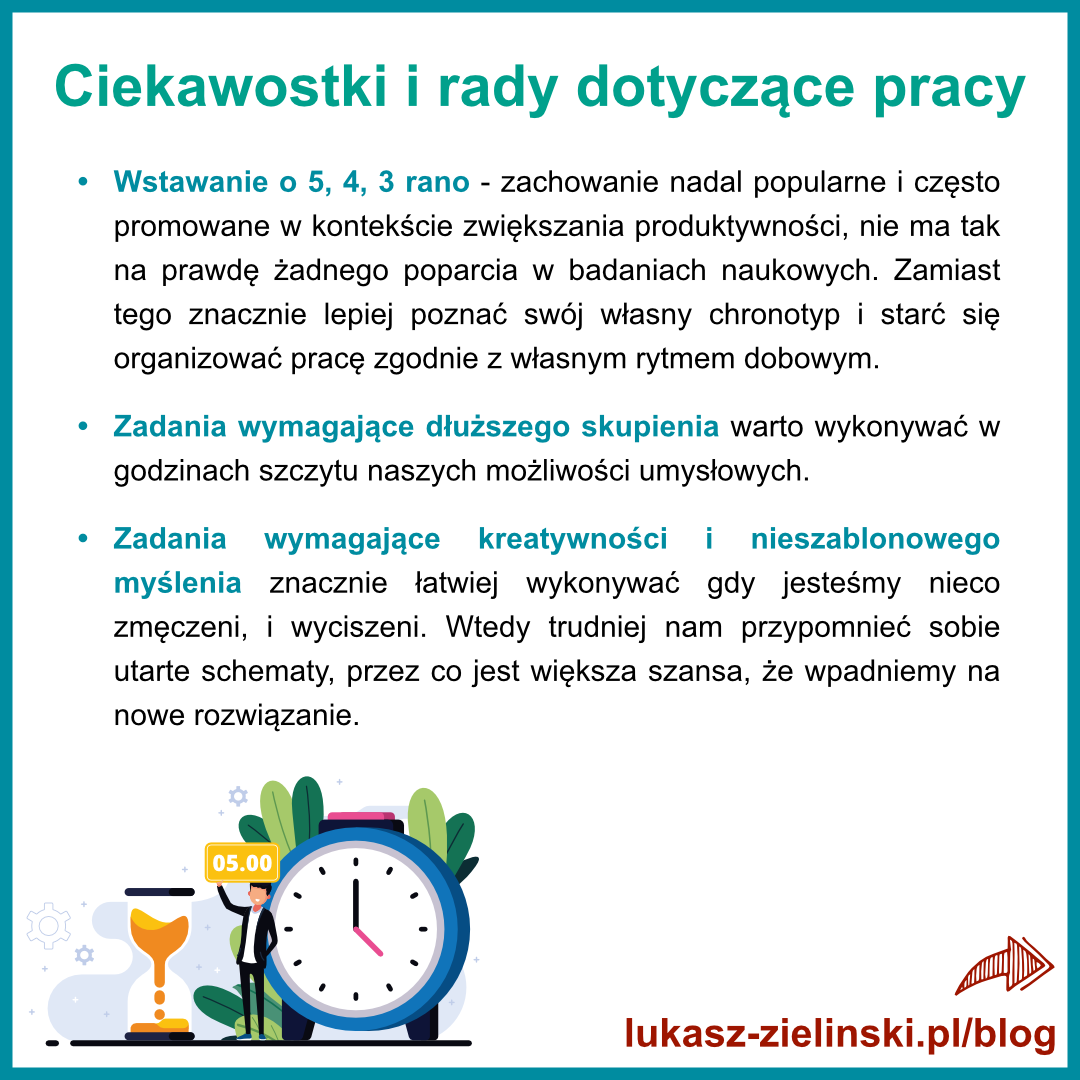 Ciekawostki i rady dotyczące pracy
• Wstawanie o 5, 4, 3 rano - zachowanie nadal popularne i często
promowane w kontekście zwiększania produktywności, nie ma tak
na prawdę żadnego poparcia w badaniach naukowych. Zamiast
tego znacznie lepiej poznać swój własny chronotyp i starć się
organizować pracę zgodnie z własnym rytmem dobowym.
• Zadania wymagające dłuższego skupienia warto wykonywać w
godzinach szczytu naszych możliwości umysłowych.
• Zadania wymagające kreatywności i nieszablonowego
myślenia znacznie łatwiej wykonywać gdy jesteśmy nieco
zmęczeni, i wyciszeni. Wtedy trudniej nam przypomnieć sobie
utarte schematy, przez co jest większa szansa, że wpadniemy na
nowe rozwiązanie.
05.00
lukasz-zielinski.pl/blog